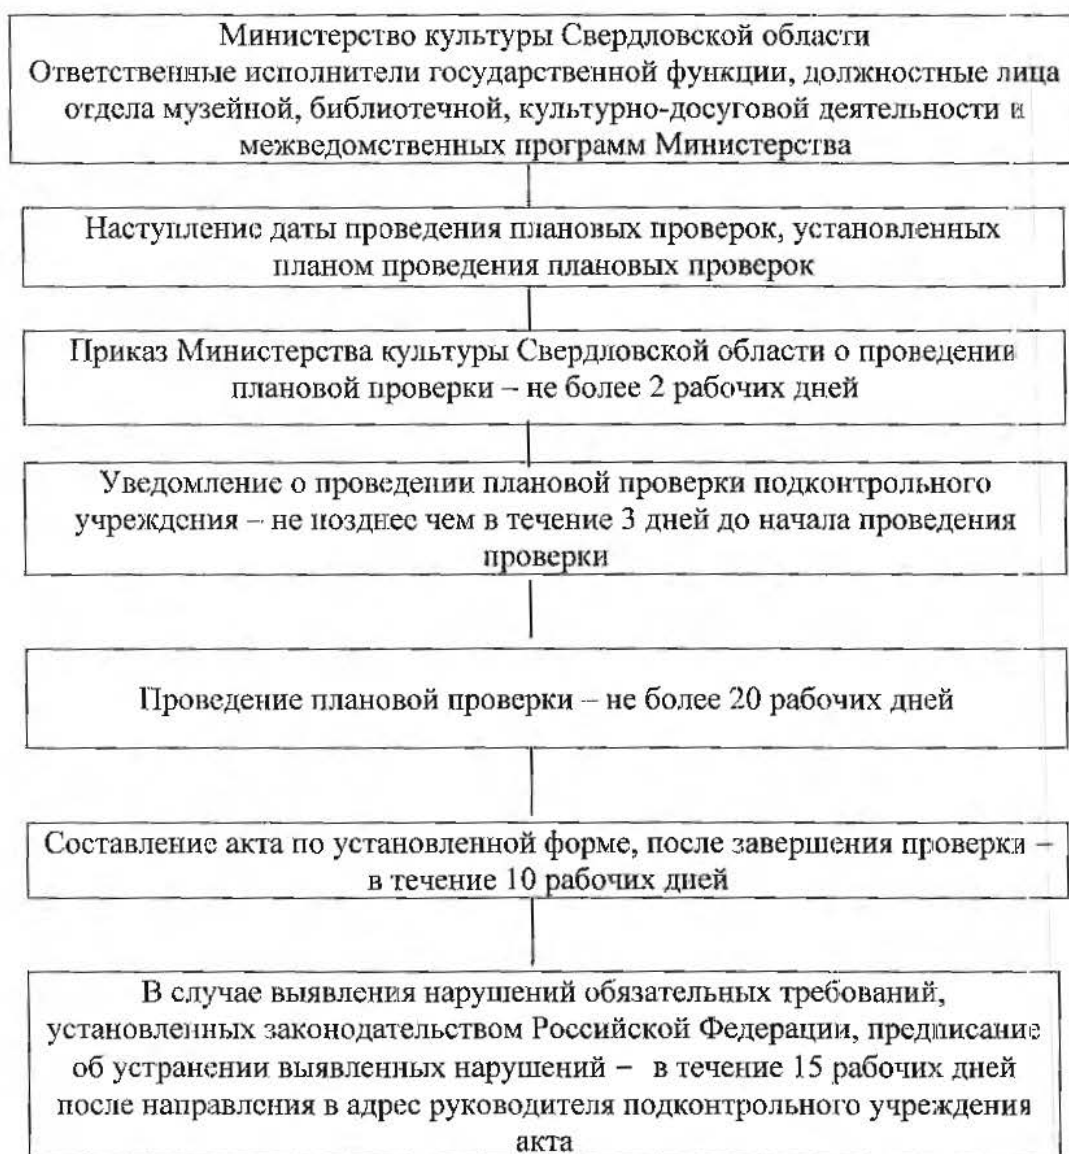 Министерство культуры Свердловской области
Ответственные исполнители государственной функции, должностные лица
отдела музейной, библиотечной, культурно-досуговой деятельности и
межведомственных программ Министерства
Наступление даты проведения плановых проверок, установленных
планом проведения плановых проверок
Приказ Министерства культуры Свердловской области о проведении
плановой проверки – не более 2 рабочих дней
Уведомление о проведении плановой проверки подконтрольного
учреждения – не позднее чем в течение 3 дней до начала проведения
проверки
Проведение плановой проверки – не более 20 рабочих дней
Составление акта по установленной форме, после завершения проверки –
в течение 10 рабочих дней
В случае выявления нарушений обязательных требований,
установленных законодательством Российской Федерации, предписание
об устранении выявленных нарушений – в течение 15 рабочих дней
после направления в адрес руководителя подконтрольного учреждения
акта